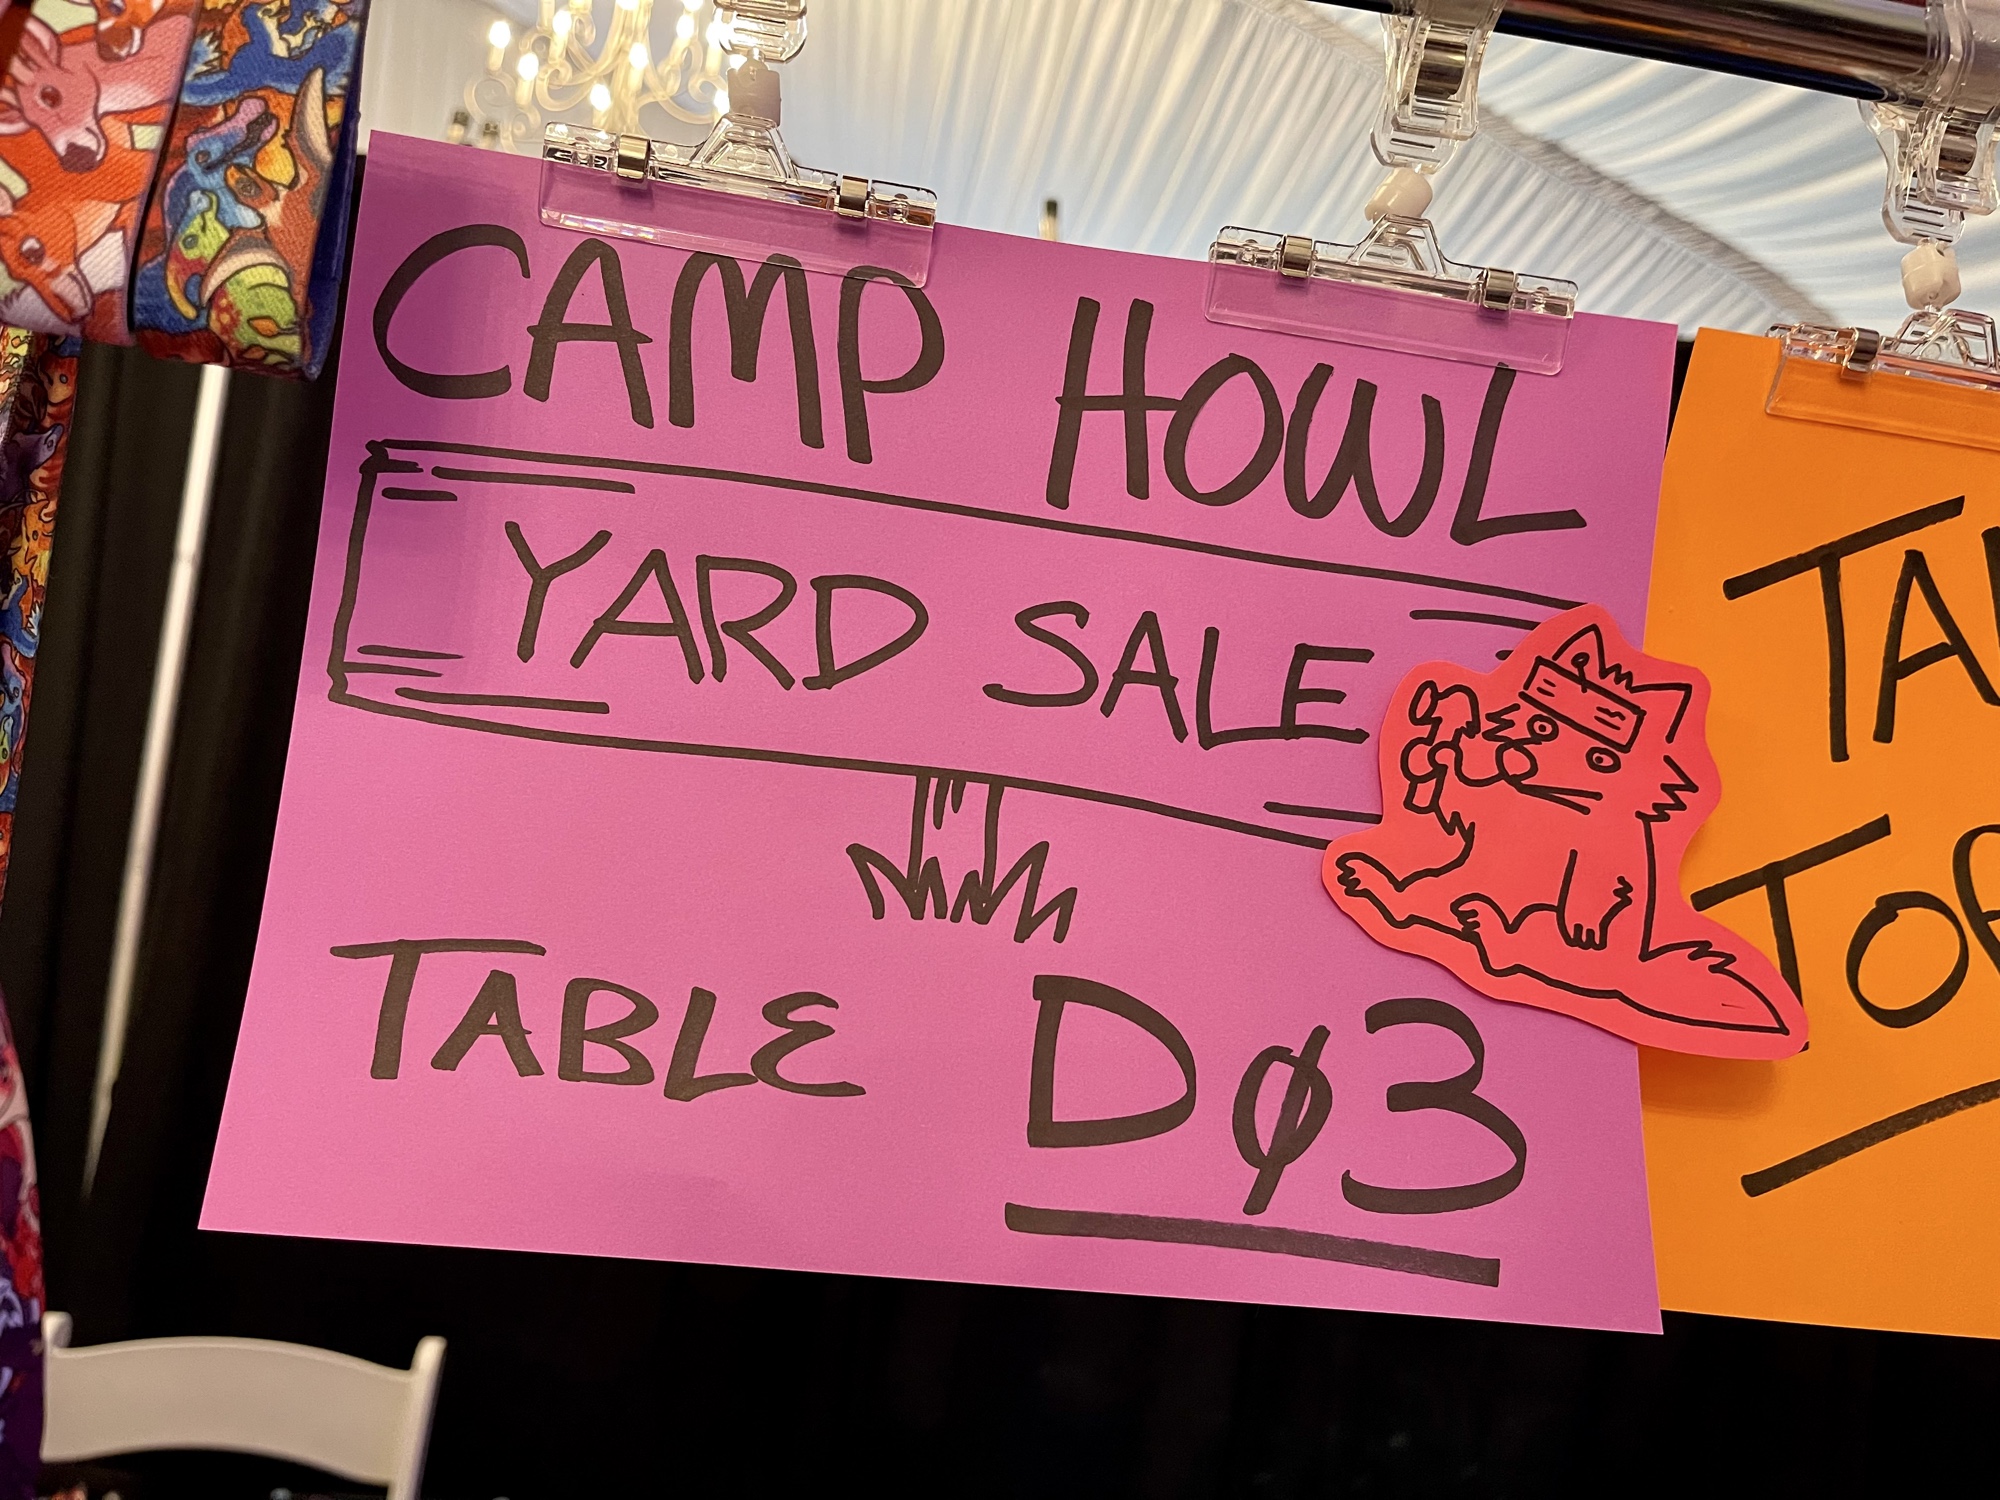 CAMP HOWL
YARD SALE
TABLE DØ3